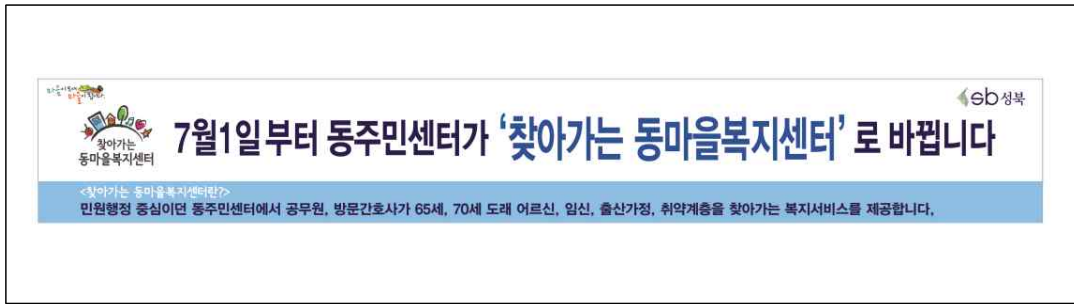 찾아가는
동마을복지센터
sb 성북
7월1일부터 동주민센터가 '찾아가는 동마을복지센터' 로 바뀝니다
<찾아가는 동마을복지센터란?>
민원행정 중심이던 동주민센터에서 공무원, 방문간호사가 65세, 70세 도래 어르신, 임신, 출산가정, 취약계층을 찾아가는 복지서비스를 제공합니다.